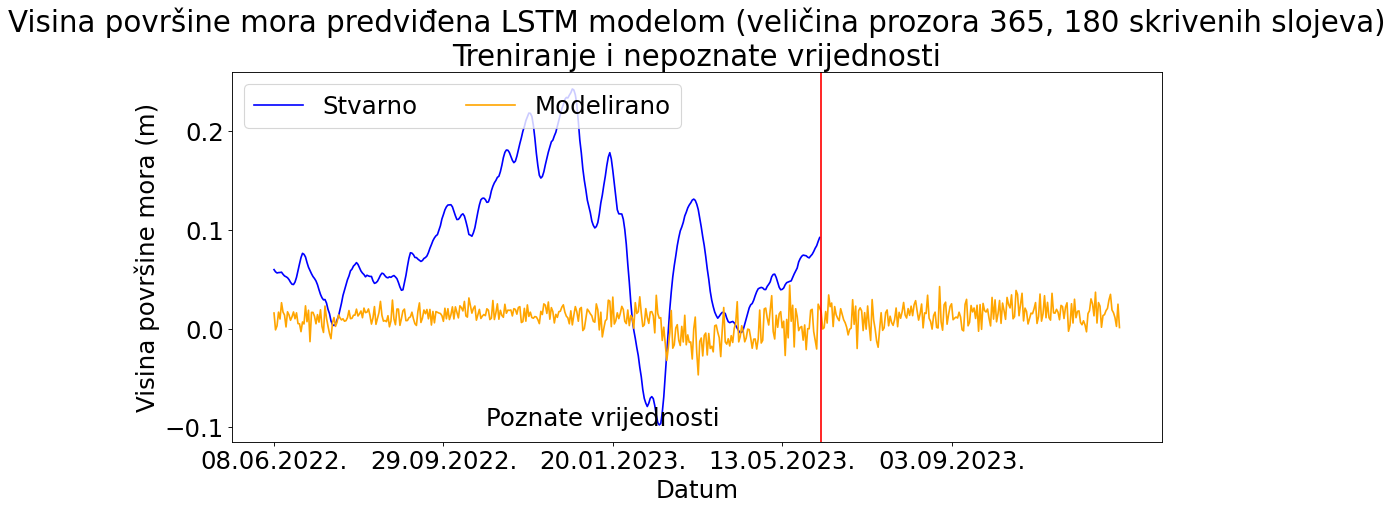 Visina površine mora predviđena LSTM modelom (veličina prozora 365, 180 skrivenih slojeva)
Treniranje i nepoznate vrijednosti
Stvarno
Modelirano
Visina površine mora (m)
0.2
0.1
0.0
−0.1
Poznate vrijednosti
08.06.2022.
29.09.2022.
20.01.2023.
13.05.2023.
03.09.2023.
Datum